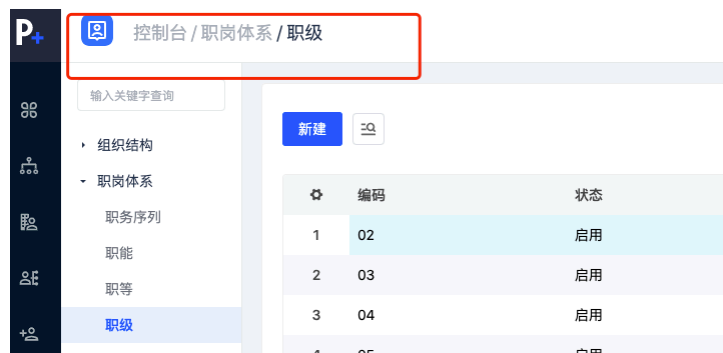 P+
控制台 / 职岗体系 / 职级
输入关键字查询
组织结构
职岗体系
职务序列
职能
职等
职级
新建
编码 状态
1 02 启用
2 03 启用
3 04 启用